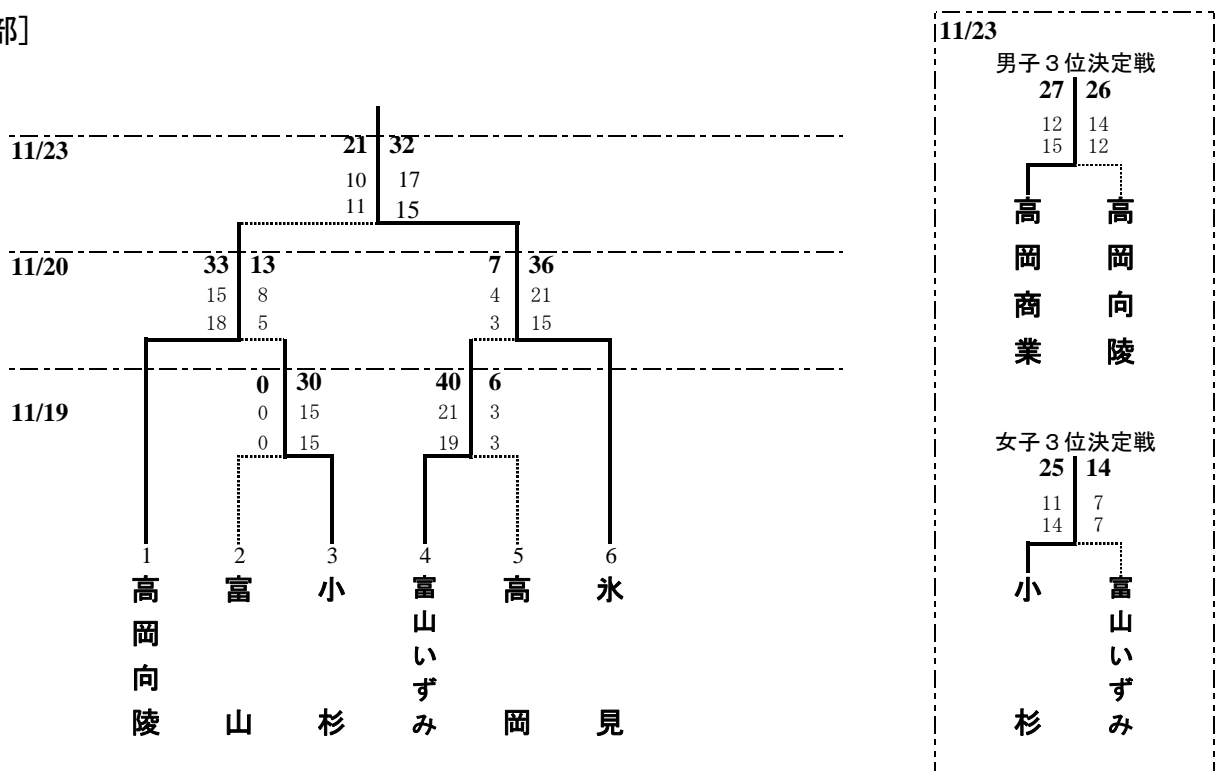 部]
11/23
21 32
10 17
11 15
11/20
33 13
15 8
18 5
7 36
4 21
3 15
11/19
0 30
0 15
0 15
40 6
21 3
19 3
1 2 3 4 5 6
高岡向陵
富山
小杉
富山いずみ
高岡
氷見
11/23
男子３位決定戦
27 26
12 14
15 12
高岡商業
高岡向陵
女子３位決定戦
25 14
11 7
14 7
小杉
富山いずみ